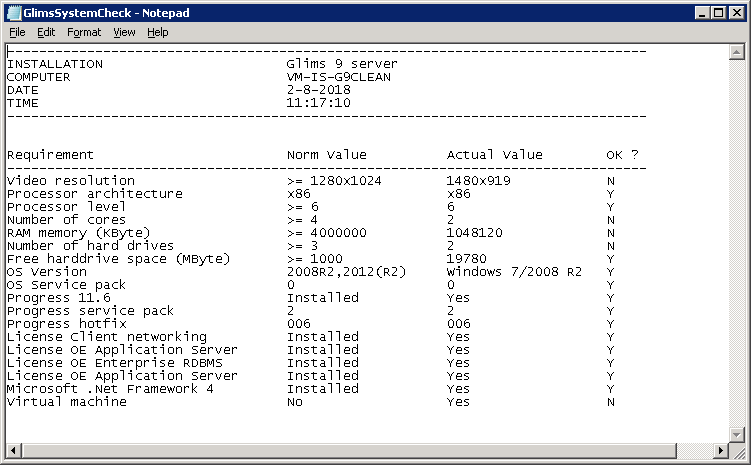 GlimsSystemCheck - Notepad
File Edit Format View Help
--------------------------------------------------------------------------------
INSTALLATION                       Glims 9 server
COMPUTER                           VM-IS-G9CLEAN
DATE                               2-8-2018
TIME                               11:17:10
--------------------------------------------------------------------------------
Requirement                        Norm Value          Actual Value        OK ?
--------------------------------------------------------------------------------
Video resolution                   >= 1280x1024        1480x919            N
Processor architecture             x86                 x86                 Y
Processor level                    >= 6                6                   Y
Number of cores                    >= 4                2                   N
RAM memory (KByte)                 >= 4000000          1048120             N
Number of hard drives              >= 3                2                   N
Free harddrive space (MByte)       >= 1000             19780               Y
OS Version                         2008R2,2012(R2)     Windows 7/2008 R2   Y
OS Service pack                    0                   0                   Y
Progress 11.6                      Installed           Yes                 Y
Progress service pack              2                   2                   Y
Progress hotfix                    006                 006                 Y
License Client networking          Installed           Yes                 Y
License OE Application Server      Installed           Yes                 Y
License OE Enterprise RDBMS        Installed           Yes                 Y
License OE Application Server      Installed           Yes                 Y
Microsoft .Net Framework 4         Installed           Yes                 Y
Virtual machine                    No                  Yes                 N